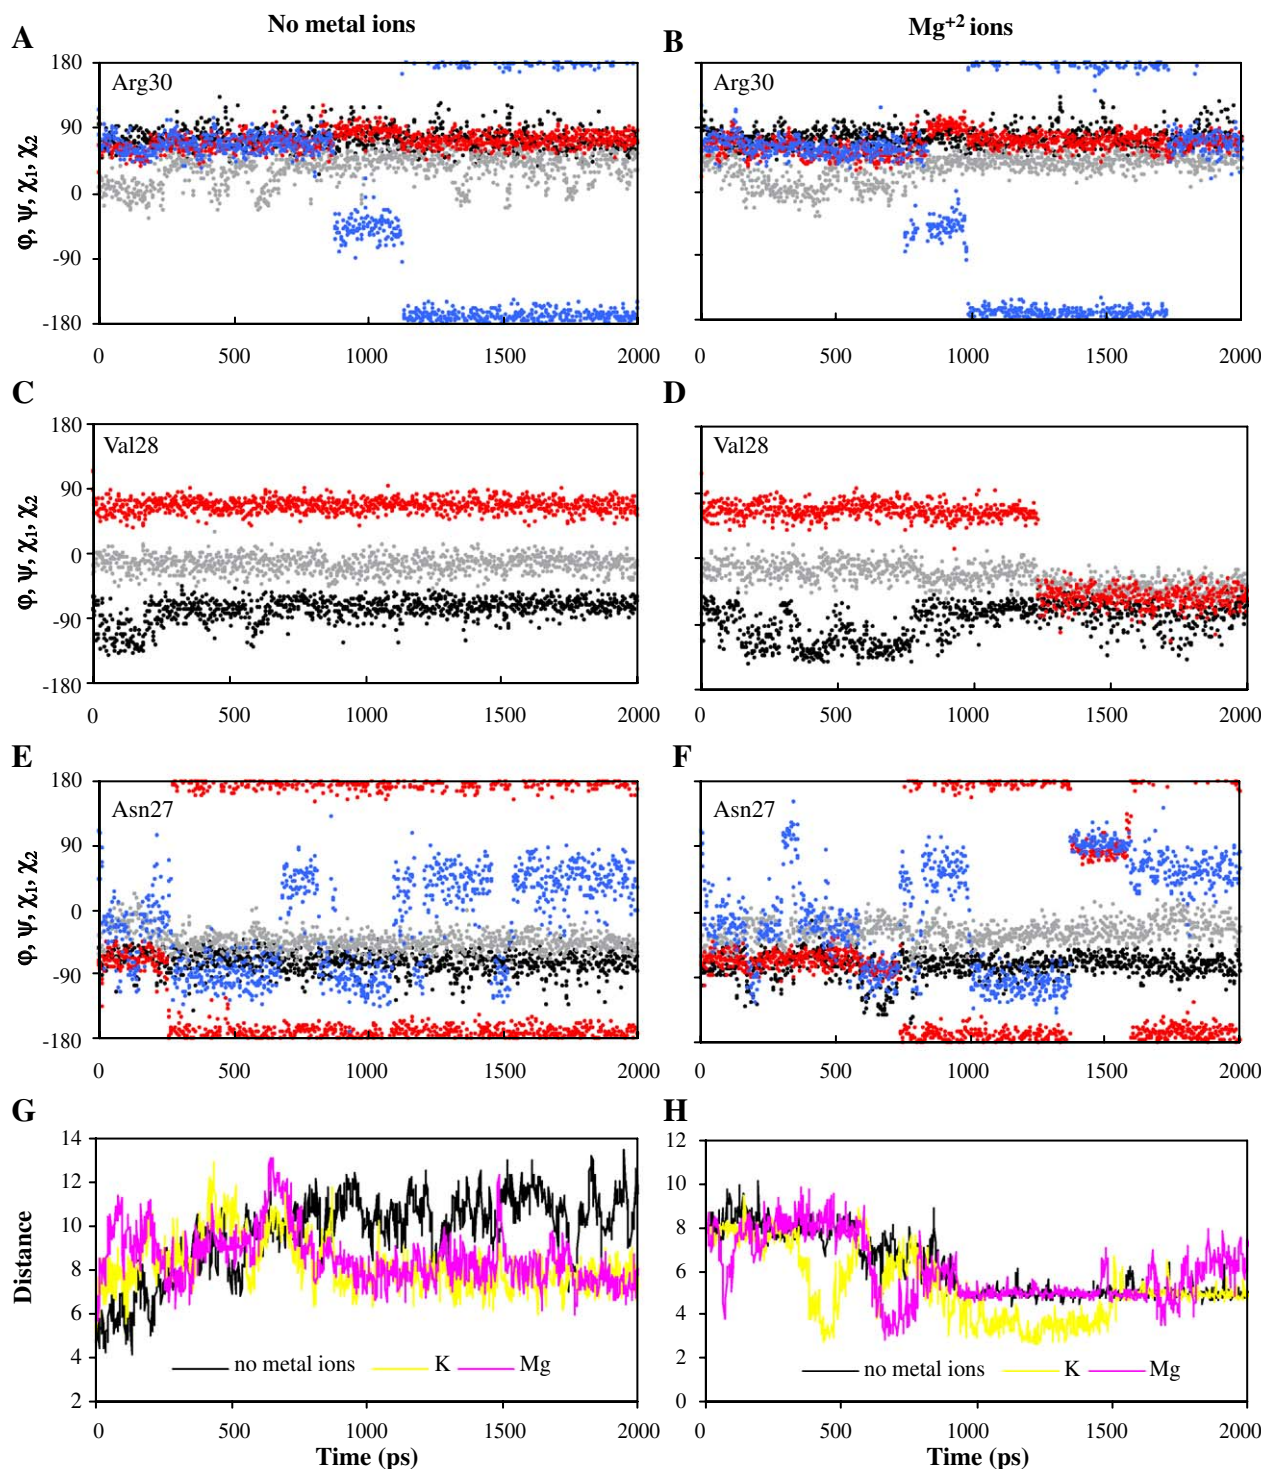 No metal ions
Mg+2 ions
A
B
180
90
0
-90
-180
φ, ψ, χ1, χ2
Arg30
Arg30
0 500 1000 1500 2000
0 500 1000 1500 2000
C
D
180
90
0
-90
-180
φ, ψ, χ1, χ2
Val28
0 500 1000 1500 2000
0 500 1000 1500 2000
E
F
180
90
0
-90
-180
φ, ψ, χ1, χ2
Asn27
Asn27
0 500 1000 1500 2000
0 500 1000 1500 2000
G
H
14
12
10
8
6
4
2
Distance
no metal ions K Mg
0 500 1000 1500 2000
Time (ps)
12
10
8
6
4
2
0
no metal ions K Mg
0 500 1000 1500 2000
Time (ps)